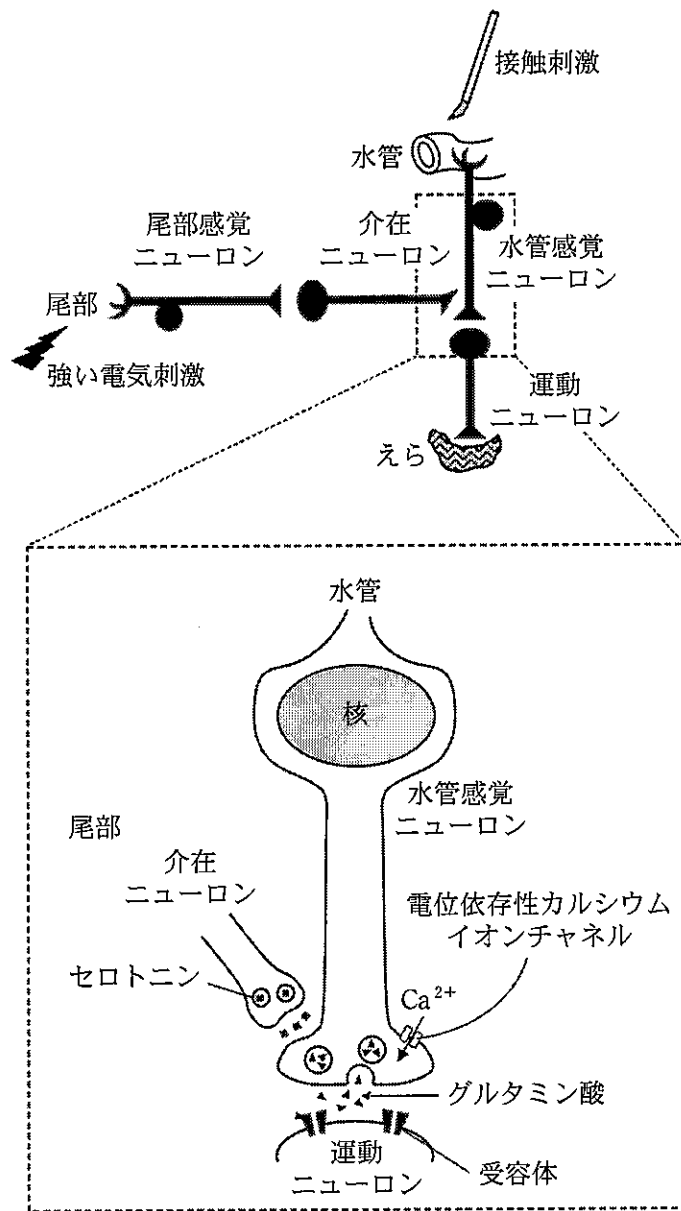 接触刺激
水管
尾部感覚
ニューロン
介在
ニューロン
水管感覚
ニューロン
尾部
強い電気刺激
運動
ニューロン
えら
水管
核
水管感覚
ニューロン
尾部
介在
ニューロン
電位依存性カルシウム
イオンチャネル
セロトニン
Ca²⁺
グルタミン酸
運動
ニューロン
受容体